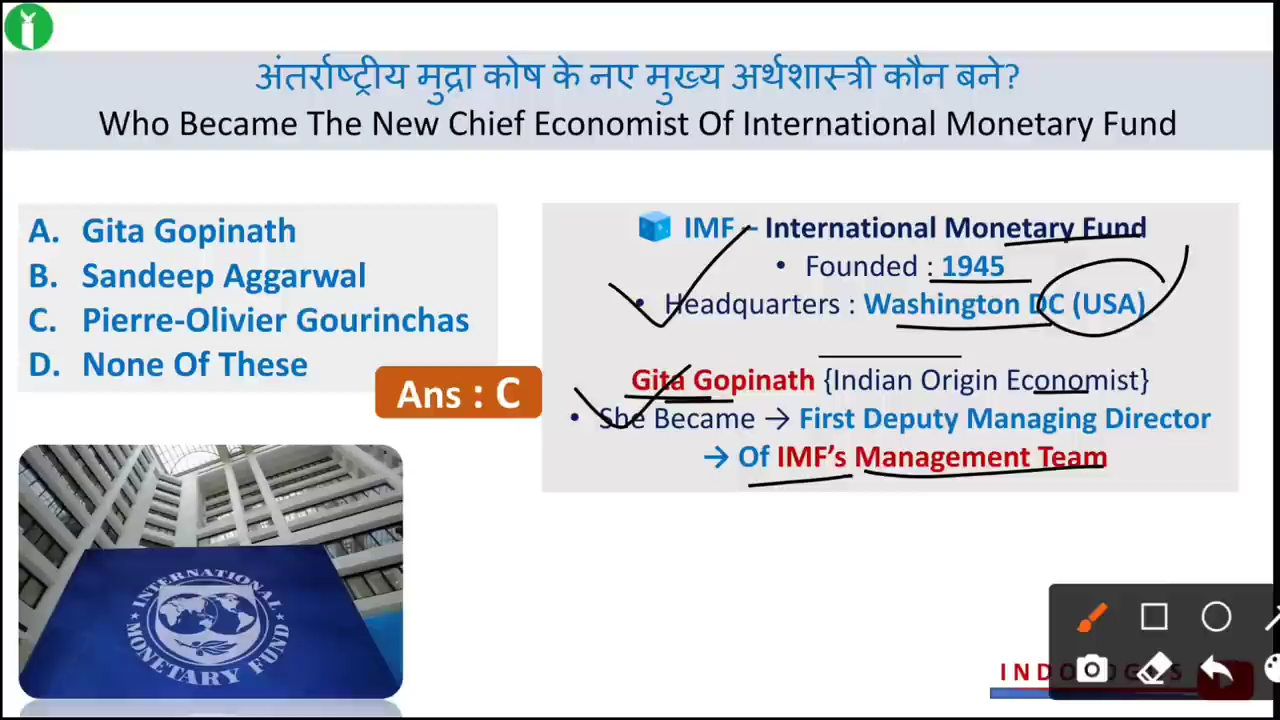 अंतर्राष्ट्रीय मुद्रा कोष के नए मुख्य अर्थशास्त्री कौन बने?
Who Became The New Chief Economist Of International Monetary Fund
A. Gita Gopinath
B. Sandeep Aggarwal
C. Pierre-Olivier Gourinchas
D. None Of These
Ans : C
IMF - International Monetary Fund
• Founded : 1945
• Headquarters : Washington DC (USA)
Gita Gopinath {Indian Origin Economist}
• She Became → First Deputy Managing Director
→ Of IMF's Management Team
INTERNATIONAL
MONETARY FUND